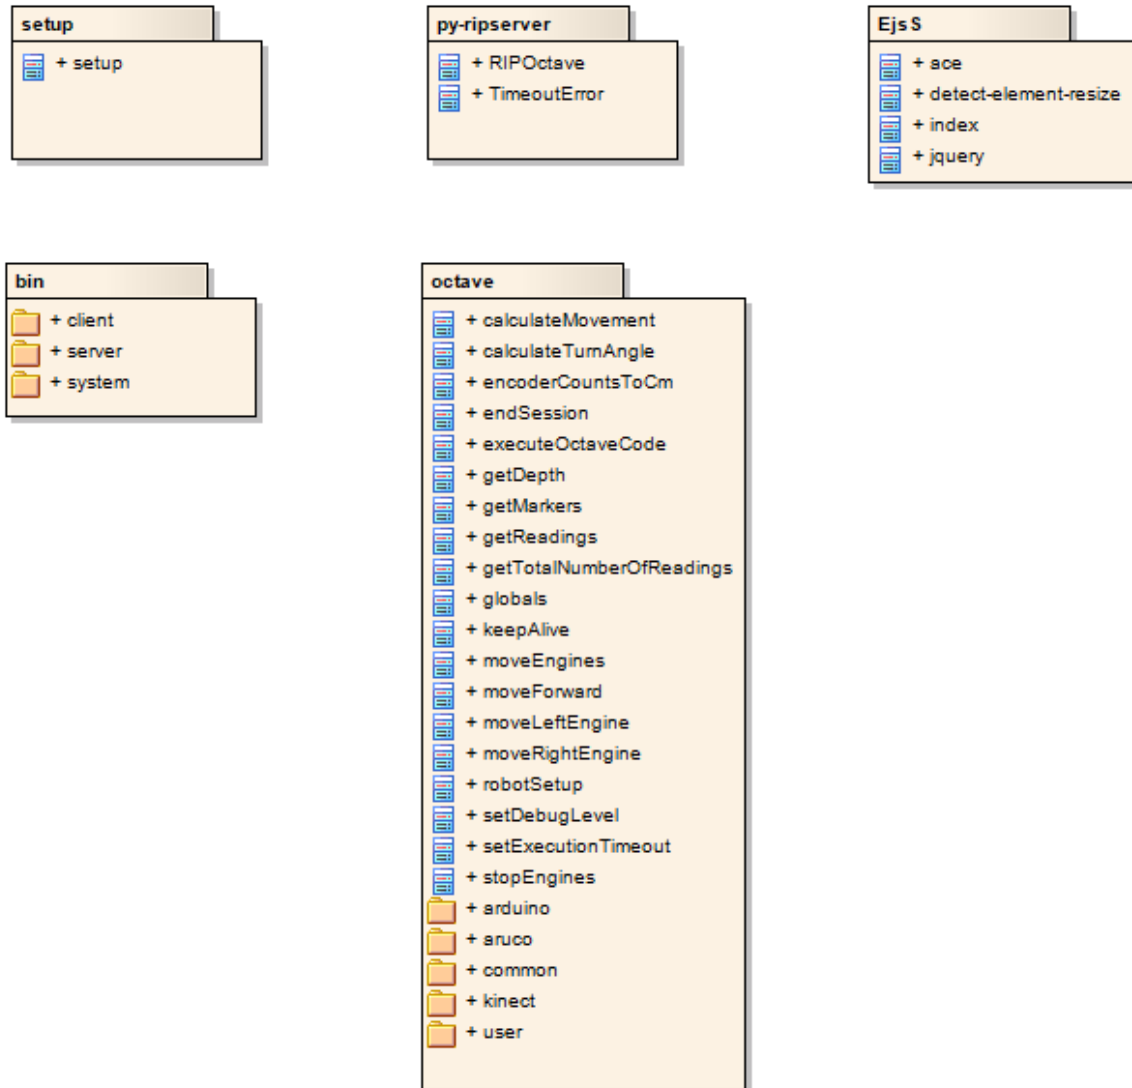 setup
+ setup
py-ripserver
+ RIPOctave
+ TimeoutError
EjsS
+ ace
+ detect-element-resize
+ index
+ jquery
bin
+ client
+ server
+ system
octave
+ calculateMovement
+ calculateTurnAngle
+ encoderCountsToCm
+ endSession
+ executeOctaveCode
+ getDepth
+ getMarkers
+ getReadings
+ getTotalNumberOfReadings
+ globals
+ keepAlive
+ moveEngines
+ moveForward
+ moveLeftEngine
+ moveRightEngine
+ robotSetup
+ setDebugLevel
+ setExecutionTimeout
+ stopEngines
+ arduino
+ aruco
+ common
+ kinect
+ user